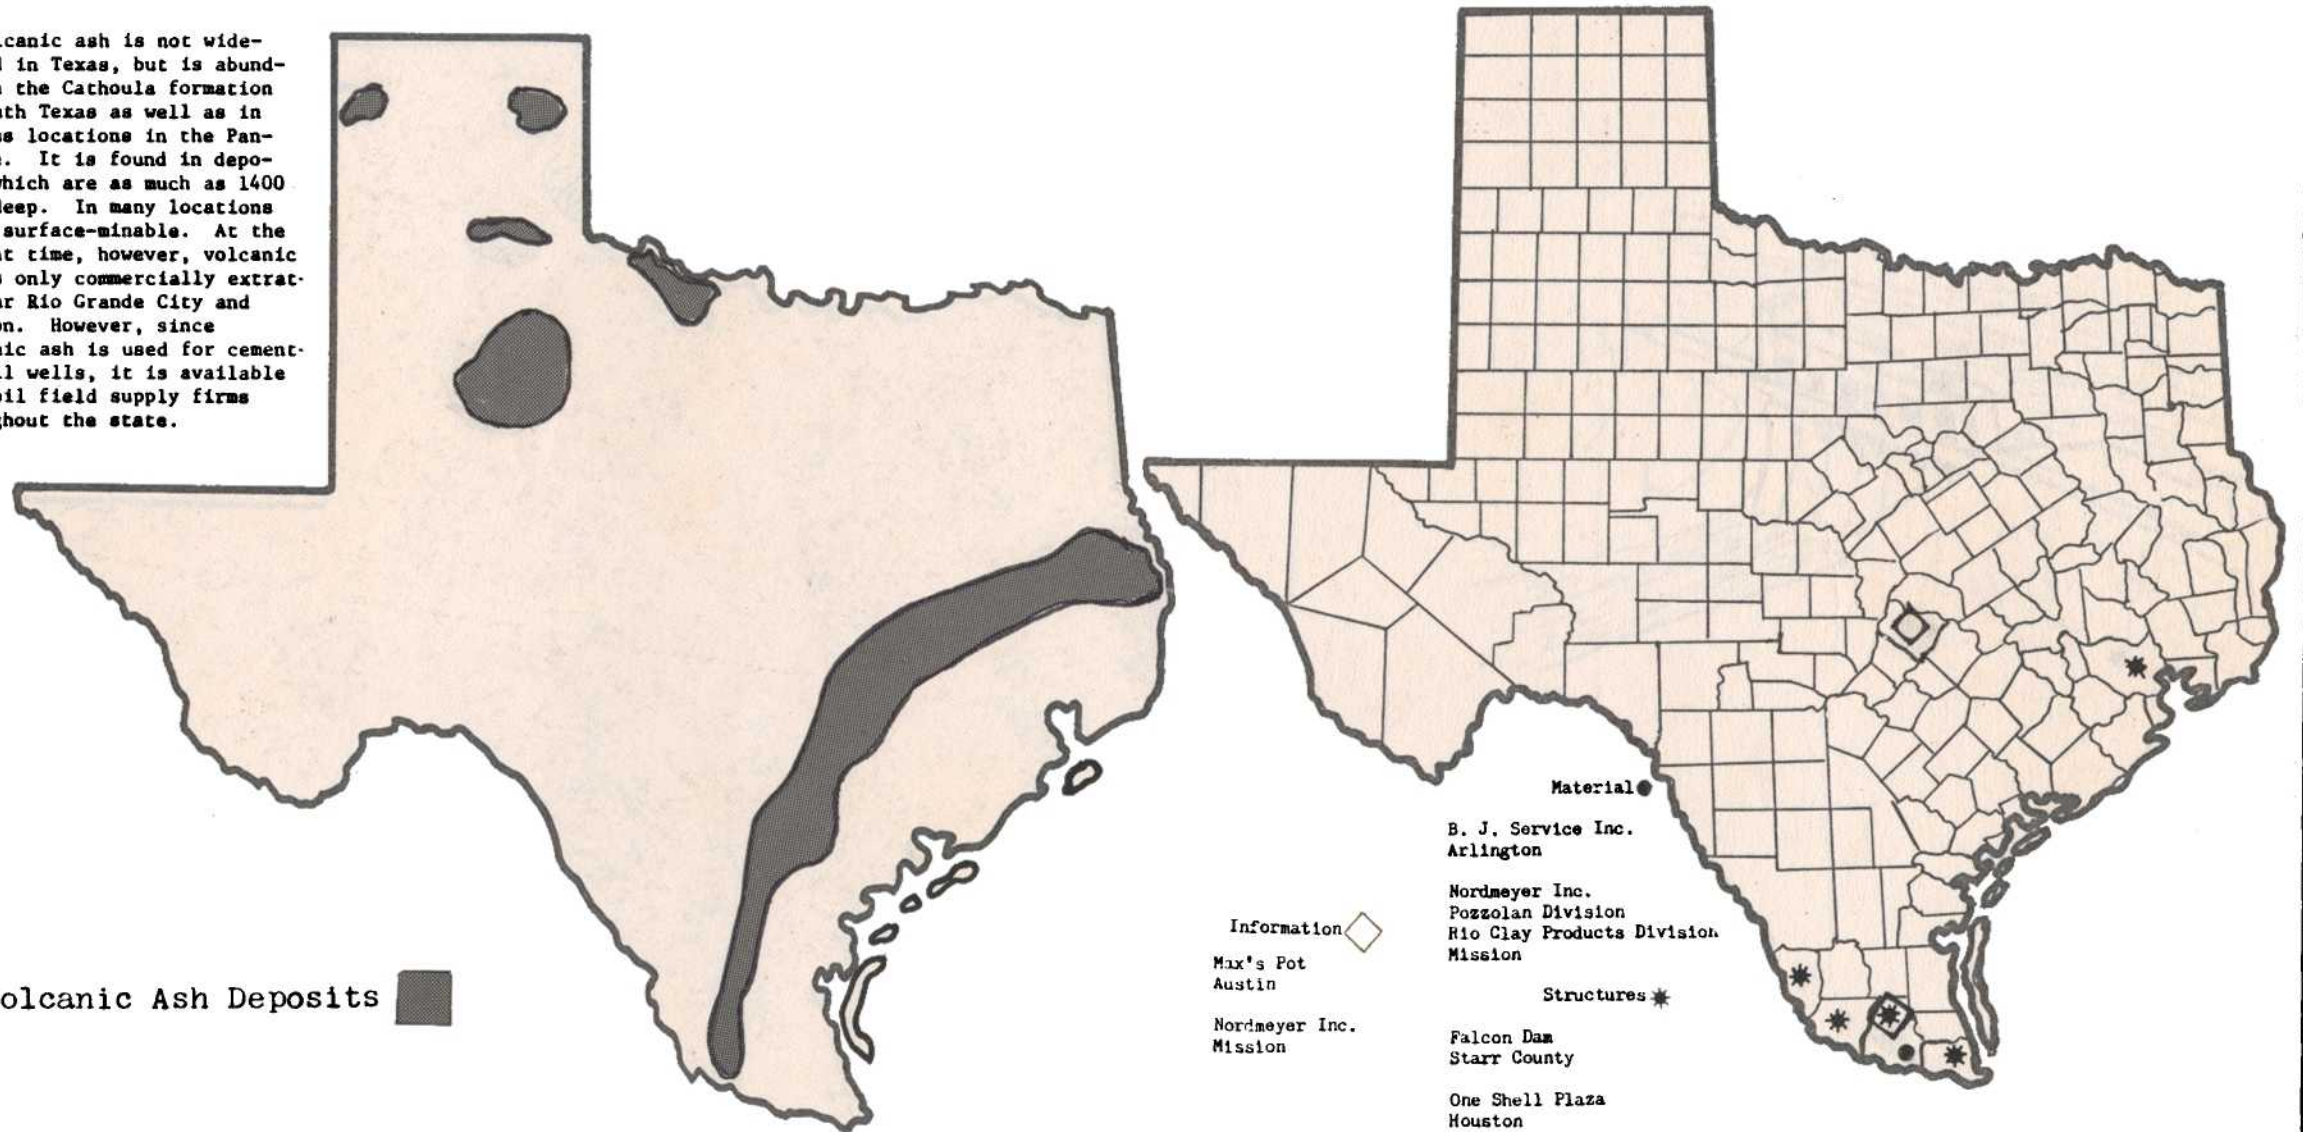 lcanic ash is not wide-
in Texas, but is abund-
the Cathoula formation
th Texas as well as in
s locations in the Pan-
. It is found in depo-
hich are as much as 1400
eep. In many locations
surface-minable. At the
t time, however, volcanic
only commercially extrat-
r Rio Grande City and
n. However, since
ic ash is used for cement-
l wells, it is available
il field supply firms
hout the state.
olcanic Ash Deposits
Information
Max's Pot
Austin
Nordmeyer Inc.
Mission
Material
B. J. Service Inc.
Arlington
Nordmeyer Inc.
Pozzolan Division
Rio Clay Products Division
Mission
Structures
Falcon Dam
Starr County
One Shell Plaza
Houston